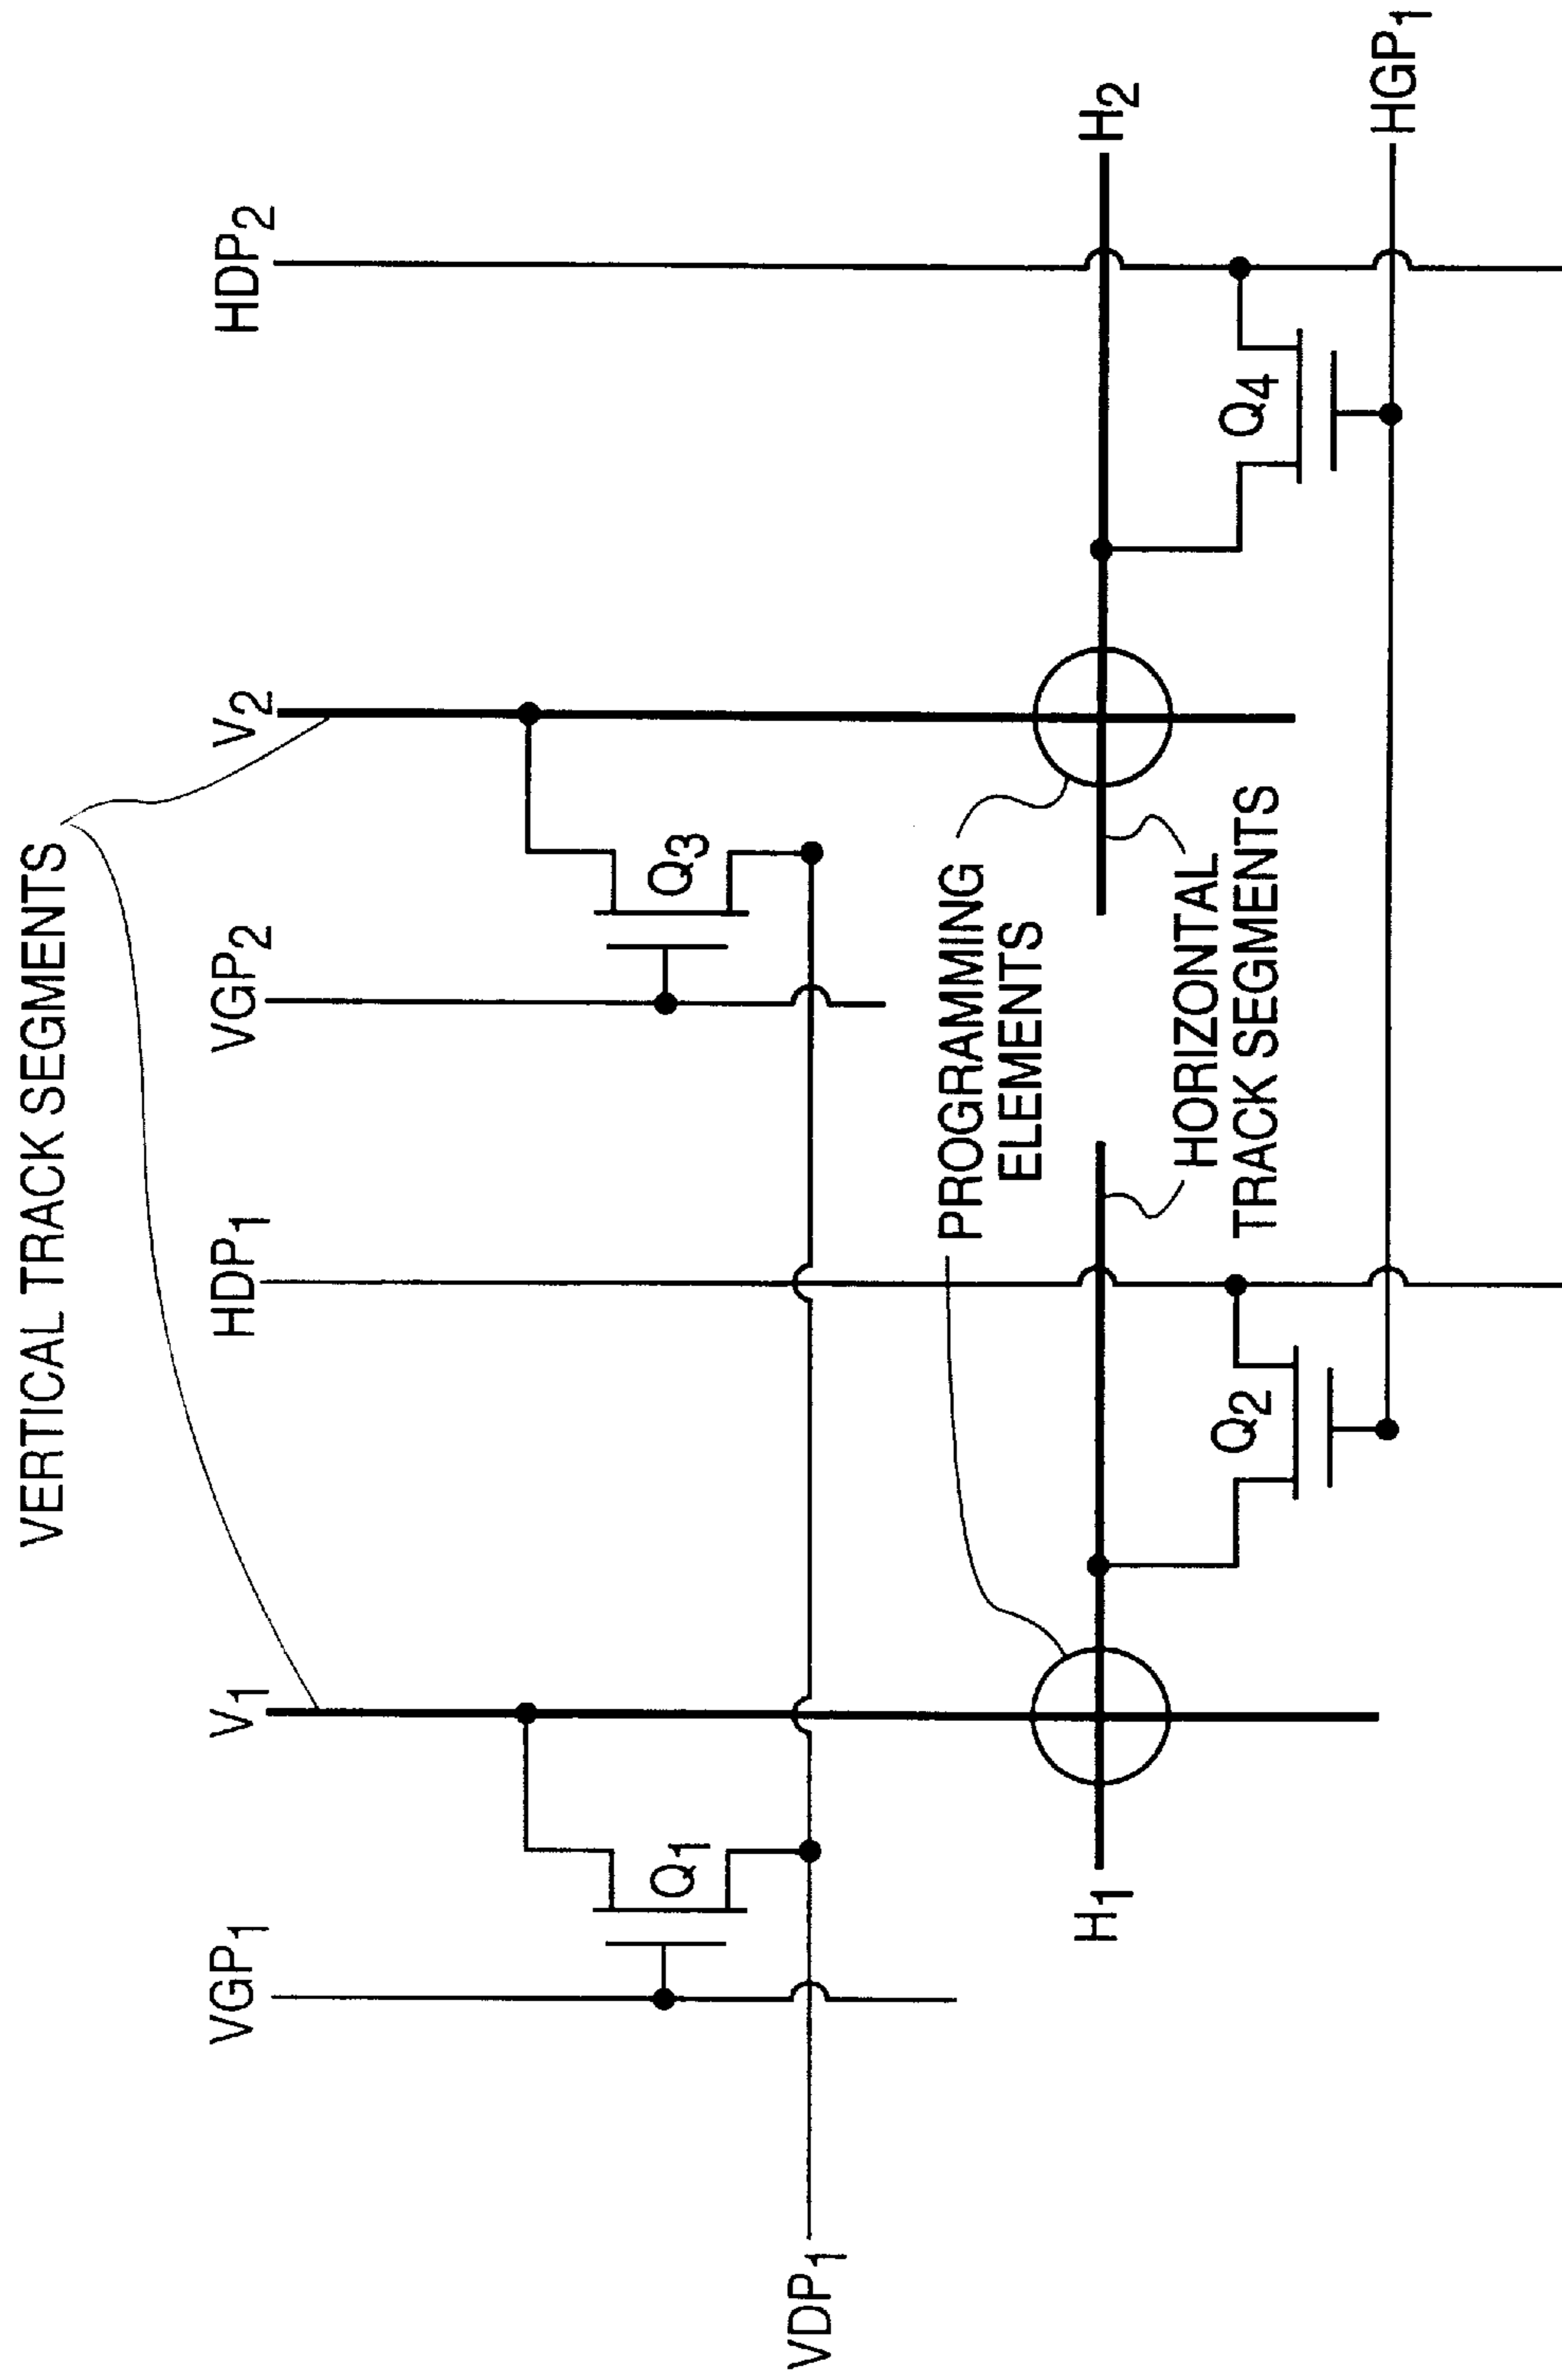 VERTICAL TRACK SEGMENTS
VGP1
V1
HDP1
VGP2
V2
HDP2
Q1
Q3
VDP1
PROGRAMMING
ELEMENTS
H1
H2
HORIZONTAL
TRACK SEGMENTS
Q2
Q4
HGP1